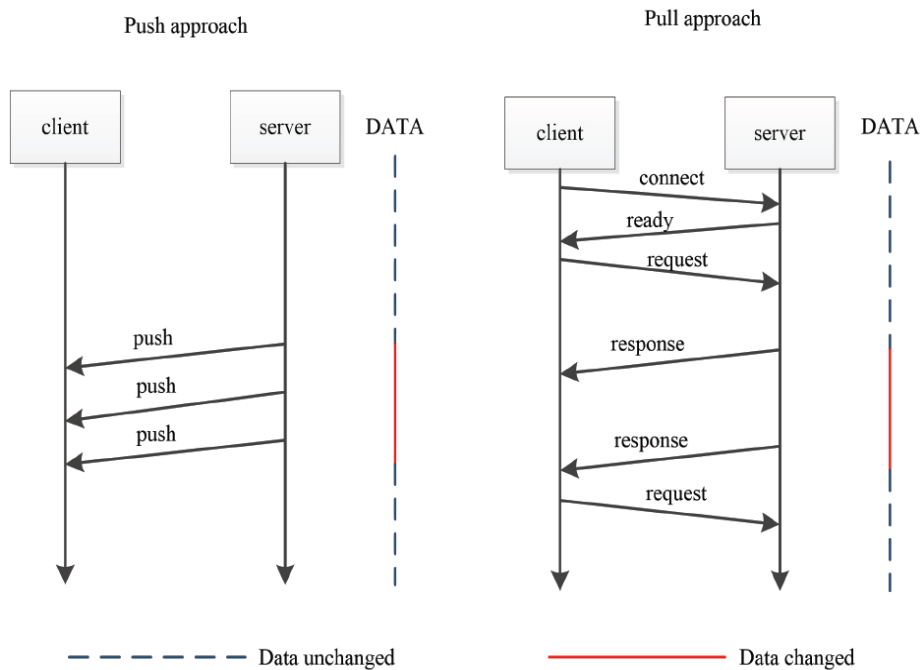 Push approach
client
server
DATA
push
push
push
Pull approach
client
server
DATA
connect
ready
request
response
response
request
Data unchanged
Data changed